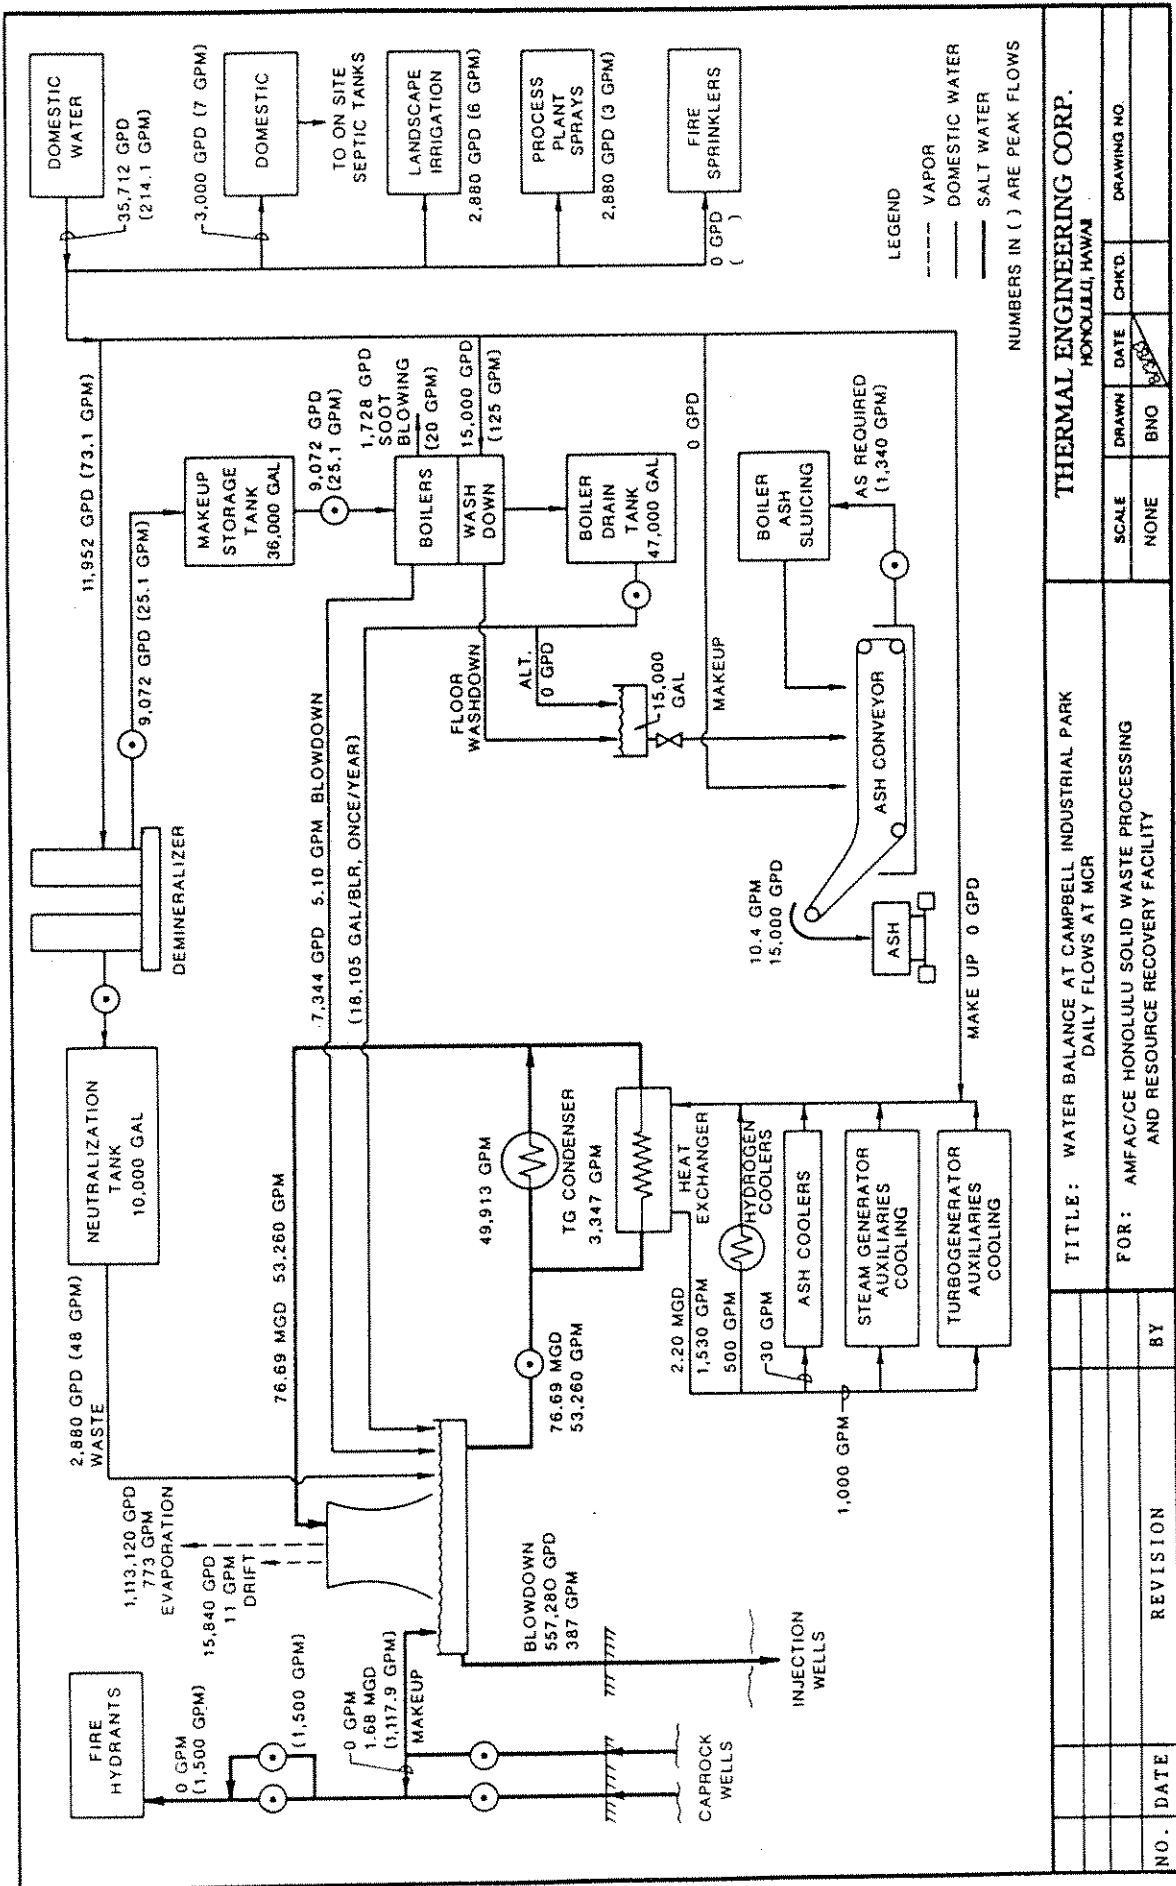 FIRE
HYDRANTS
0 GPM
(1,500 GPM)
(1,500 GPM)
0 GPM
1.68 MGD
(1,117.9 GPM)
MAKEUP
CAPROCK
WELLS
1,113,120 GPD
773 GPM
EVAPORATION
15,840 GPD
11 GPM
DRIFT
BLOWDOWN
557,280 GPD
387 GPM
INJECTION
WELLS
2,880 GPD (48 GPM)
WASTE
NEUTRALIZATION
TANK
10,000 GAL
DEMINERALIZER
76.69 MGD 53,260 GPM
76.69 MGD
53,260 GPM
49,913 GPM
TG CONDENSER
3,347 GPM
HEAT
EXCHANGER
2.20 MGD
1,530 GPM
500 GPM
HYDROGEN
COOLERS
30 GPM
ASH COOLERS
1,000 GPM
STEAM GENERATOR
AUXILIARIES
COOLING
TURBOGENERATOR
AUXILIARIES
COOLING
MAKE UP 0 GPD
11,952 GPD (73.1 GPM)
9,072 GPD (25.1 GPM)
MAKEUP
STORAGE
TANK
36,000 GAL
9,072 GPD
(25.1 GPM)
1,728 GPD
SOOT
BLOWING
(20 GPM)
BOILERS
WASH
DOWN
15,000 GPD
(125 GPM)
7,344 GPD 5.10 GPM BLOWDOWN
(18,105 GAL/BLR, ONCE/YEAR)
BOILER
DRAIN
TANK
47,000 GAL
FLOOR
WASHDOWN
ALT.
0 GPD
15,000
GAL
MAKEUP
0 GPD
BOILER
ASH
SLUICING
AS REQUIRED
(1,340 GPM)
ASH CONVEYOR
10.4 GPM
15,000 GPD
ASH
DOMESTIC
WATER
35,712 GPD
(214.1 GPM)
3,000 GPD (7 GPM)
DOMESTIC
TO ON SITE
SEPTIC TANKS
LANDSCAPE
IRRIGATION
2,880 GPD (6 GPM)
PROCESS
PLANT
SPRAYS
2,880 GPD (3 GPM)
FIRE
SPRINKLERS
0 GPD
( )
LEGEND
VAPOR
DOMESTIC WATER
SALT WATER
NUMBERS IN ( ) ARE PEAK FLOWS
NO. DATE REVISION BY
TITLE: WATER BALANCE AT CAMPBELL INDUSTRIAL PARK
DAILY FLOWS AT MCR
FOR: AMFAC/CE HONOLULU SOLID WASTE PROCESSING
AND RESOURCE RECOVERY FACILITY
THERMAL ENGINEERING CORP.
HONOLULU, HAWAII
SCALE DRAWN DATE CHK'D. DRAWING NO.
NONE BNO